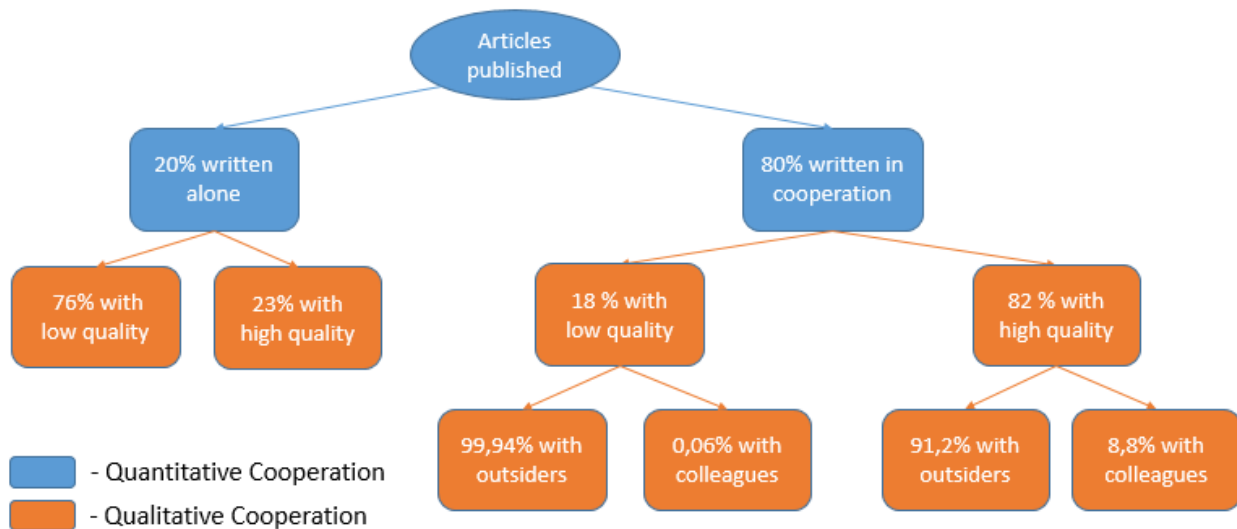 Articles
published
20% written
alone
80% written in
cooperation
76% with
low quality
23% with
high quality
18 % with
low quality
82 % with
high quality
99,94% with
outsiders
0,06% with
colleagues
91,2% with
outsiders
8,8% with
colleagues
- Quantitative Cooperation
- Qualitative Cooperation